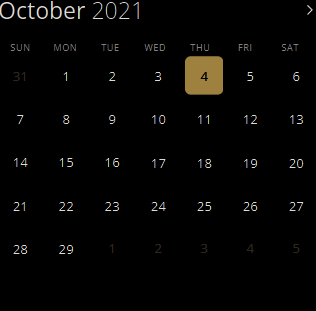 October 2021
SUN MON TUE WED THU FRI SAT
31 1 2 3 4 5 6
7 8 9 10 11 12 13
14 15 16 17 18 19 20
21 22 23 24 25 26 27
28 29 1 2 3 4 5